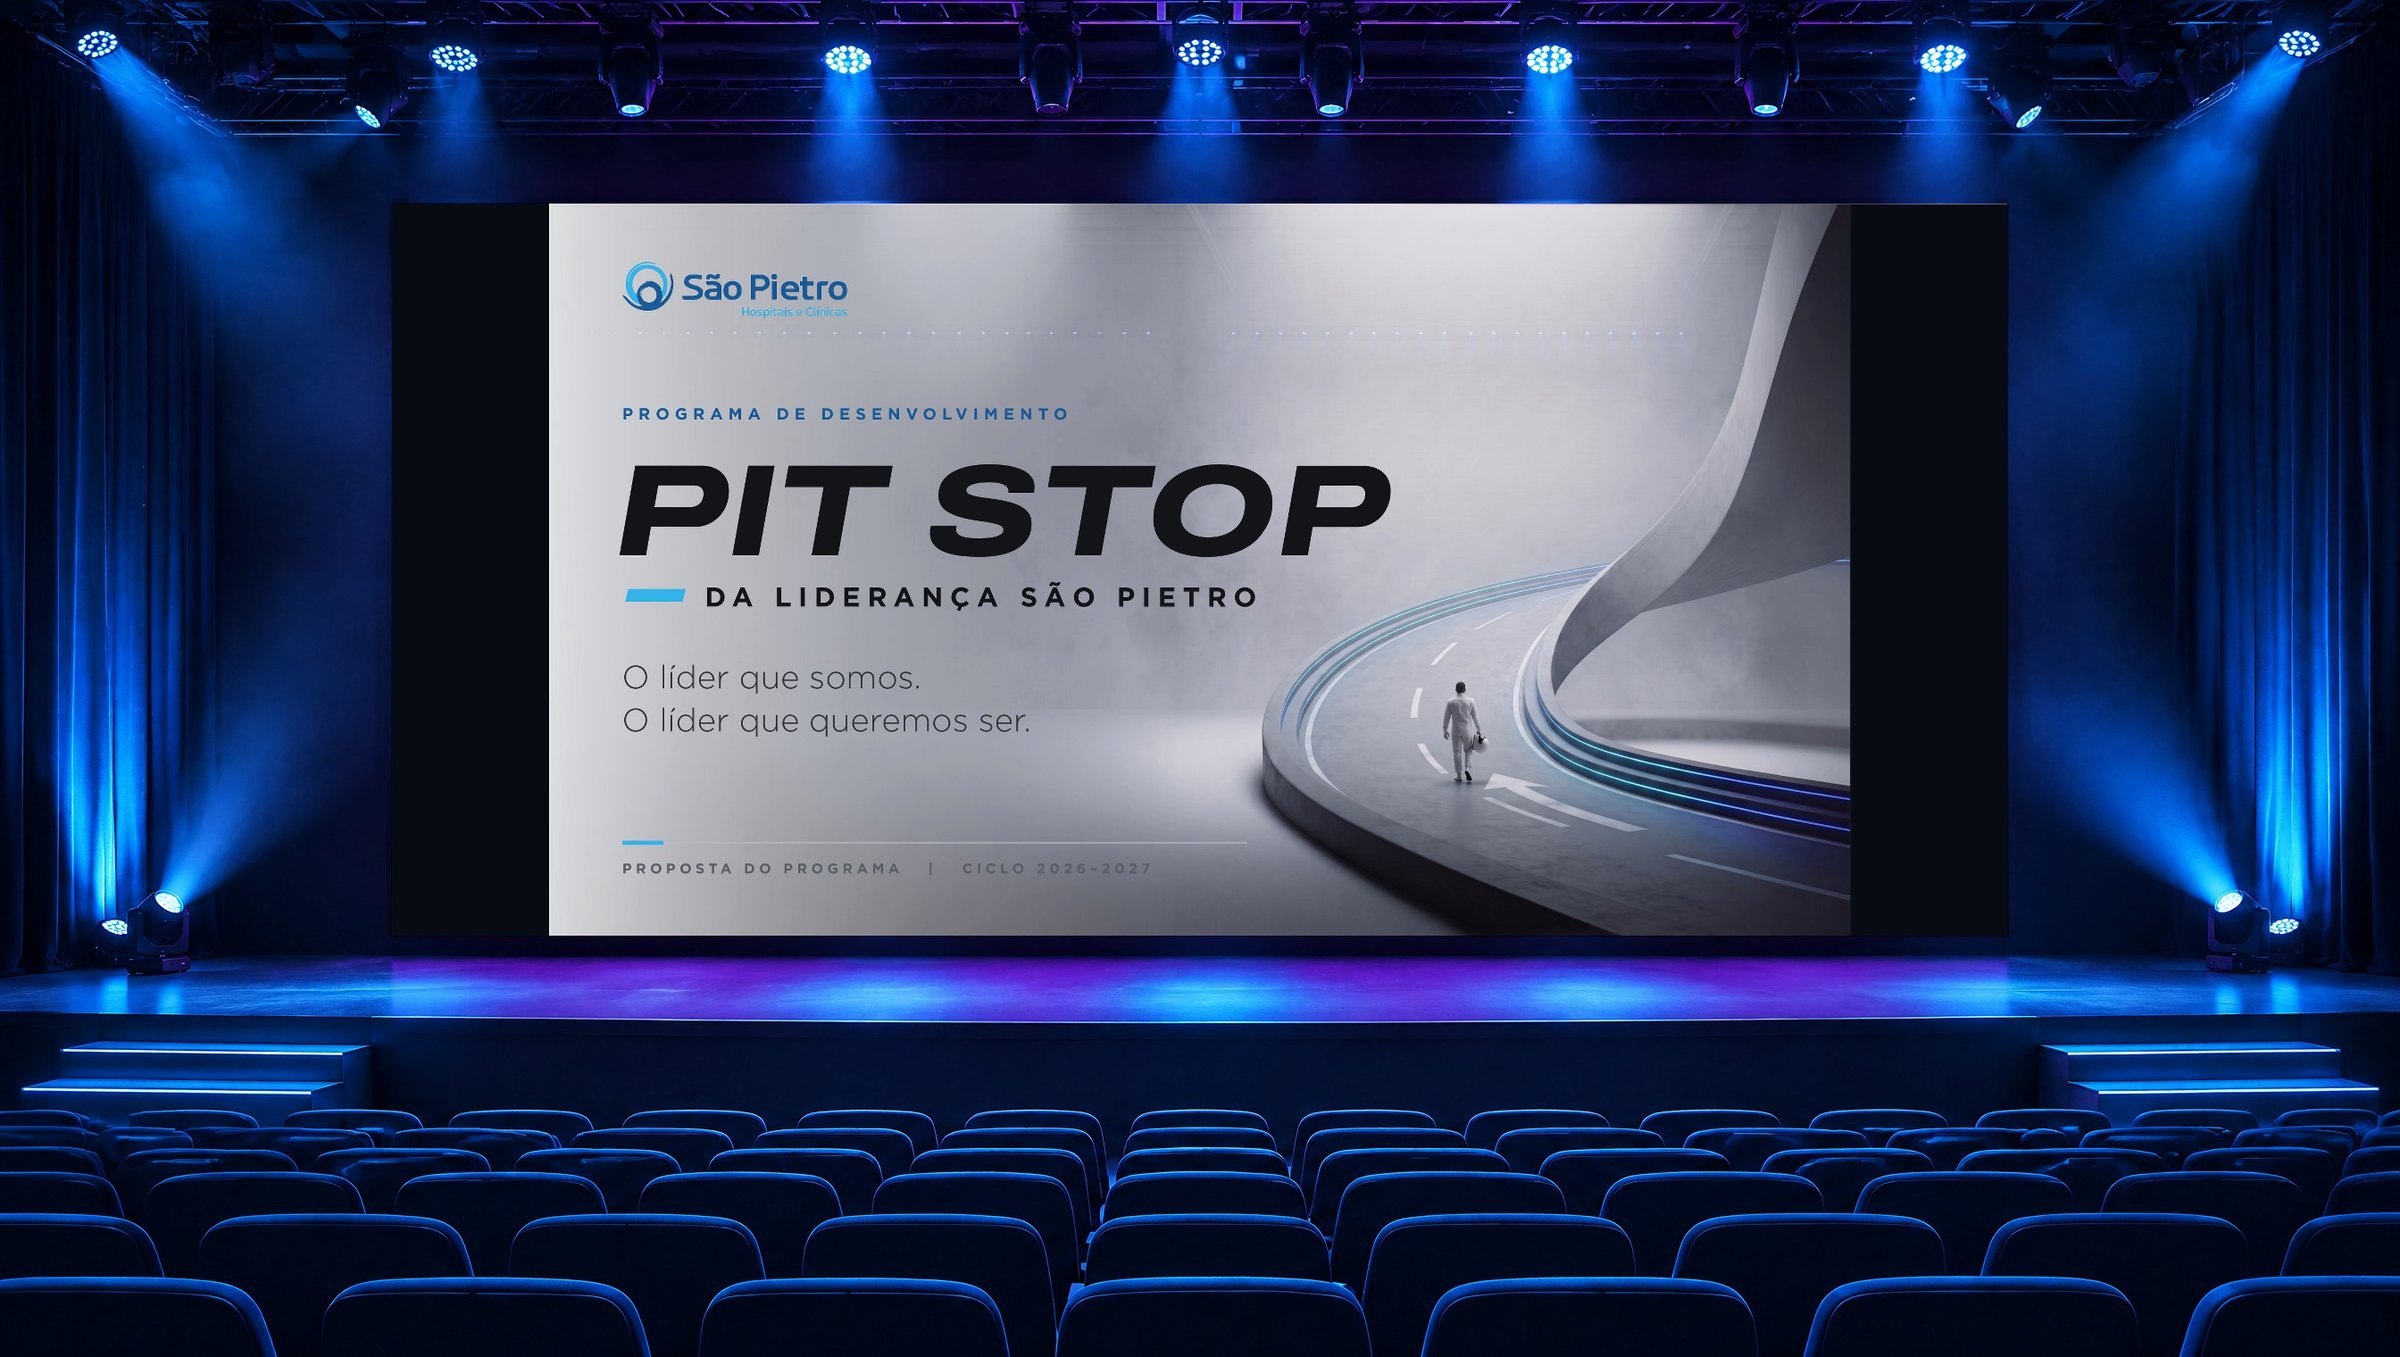 São Pietro
Hospitais e Clínicas
PROGRAMA DE DESENVOLVIMENTO
PIT STOP
DA LIDERANÇA SÃO PIETRO
O líder que somos.
O líder que queremos ser.
PROPOSTA DO PROGRAMA | CICLO 2026-2027